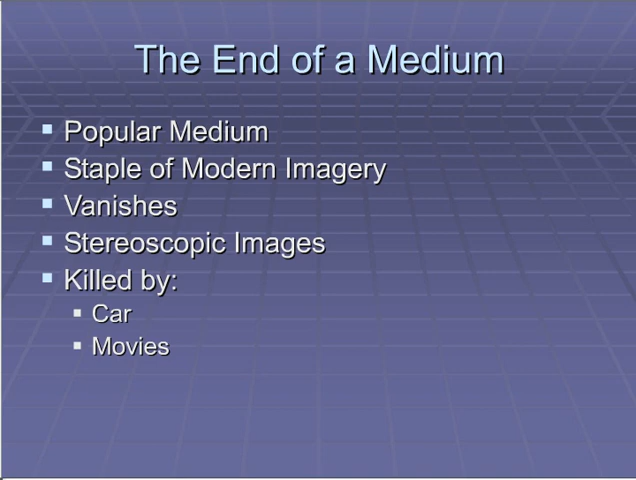 The End of a Medium
Popular Medium
Staple of Modern Imagery
Vanishes
Stereoscopic Images
Killed by:
Car
Movies